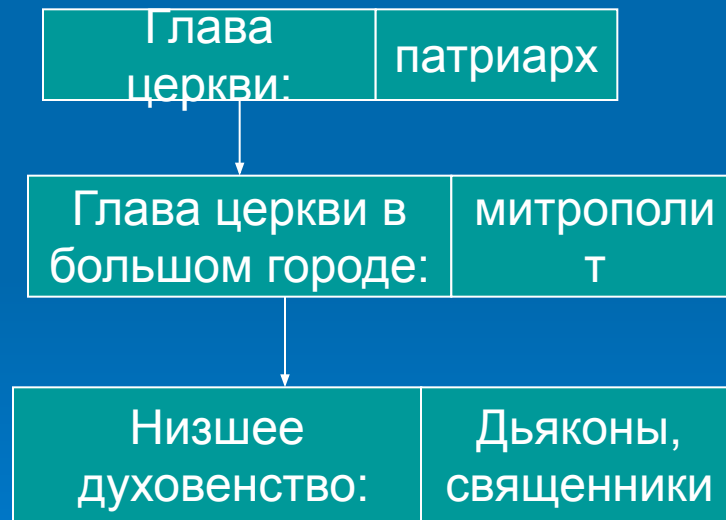 Глава
церкви:
патриарх
Глава церкви в
большом городе:
митрополи
т
Низшее
духовенство:
Дьяконы,
священники